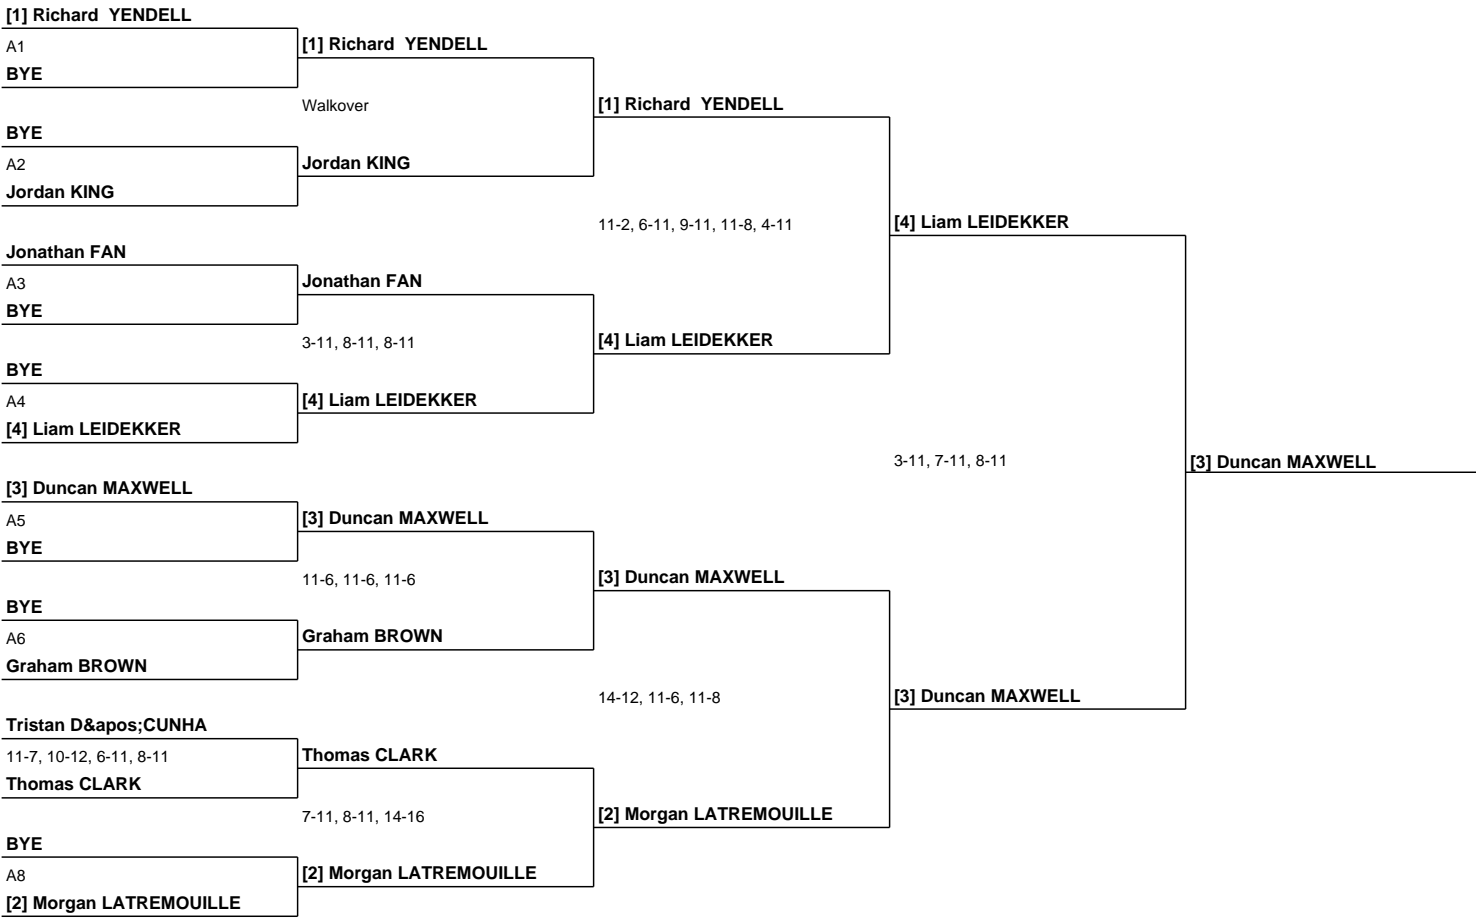 [1] Richard  YENDELL
A1
BYE
BYE
A2
Jordan KING
Jonathan FAN
A3
BYE
BYE
A4
[4] Liam LEIDEKKER
[3] Duncan MAXWELL
A5
BYE
BYE
A6
Graham BROWN
Tristan D&apos;CUNHA
11-7, 10-12, 6-11, 8-11
Thomas CLARK
BYE
A8
[2] Morgan LATREMOUILLE
[1] Richard  YENDELL
Walkover
Jordan KING
Jonathan FAN
3-11, 8-11, 8-11
[4] Liam LEIDEKKER
[3] Duncan MAXWELL
11-6, 11-6, 11-6
Graham BROWN
Thomas CLARK
7-11, 8-11, 14-16
[2] Morgan LATREMOUILLE
[1] Richard  YENDELL
11-2, 6-11, 9-11, 11-8, 4-11
[4] Liam LEIDEKKER
[3] Duncan MAXWELL
14-12, 11-6, 11-8
[2] Morgan LATREMOUILLE
[4] Liam LEIDEKKER
3-11, 7-11, 8-11
[3] Duncan MAXWELL
[3] Duncan MAXWELL